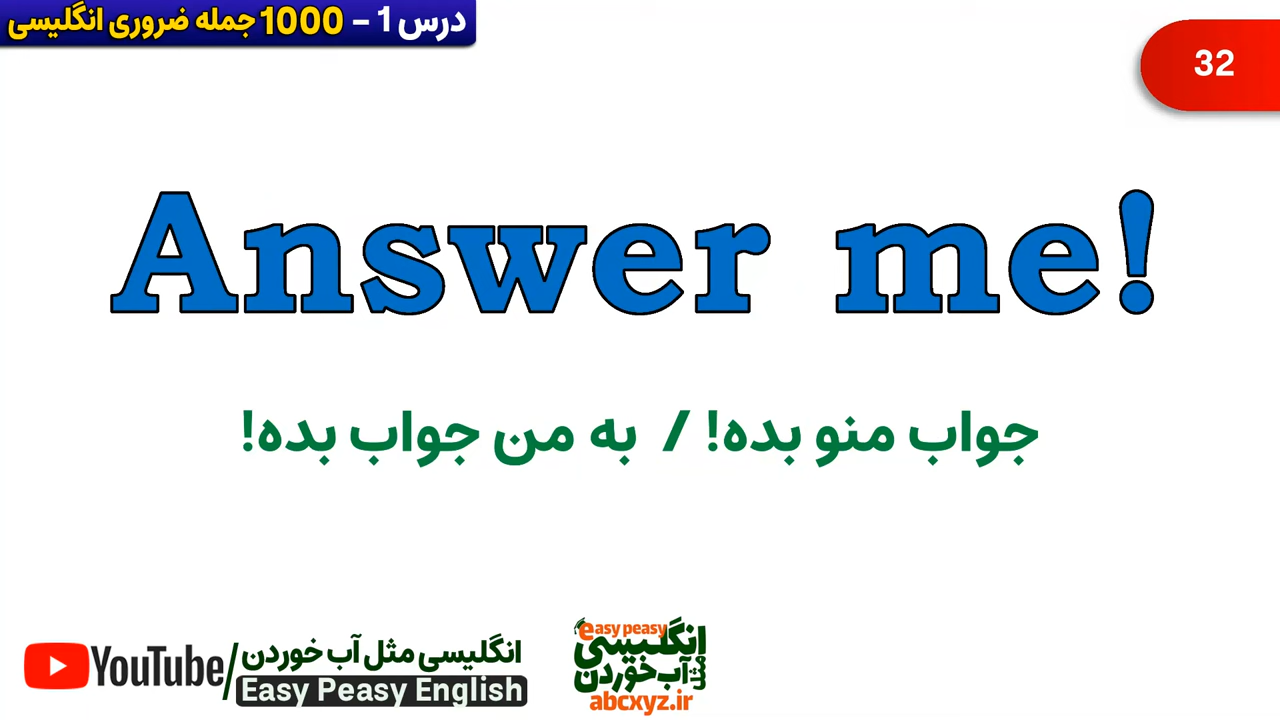 درس 1 – 1000 جمله ضروری انگلیسی
32
Answer me!
جواب منو بده! / به من جواب بده!
YouTube/انگلیسی مثل آب خوردن
Easy Peasy English
easy peasy
انگلیسی
مثل آب خوردن
abcxyz.ir